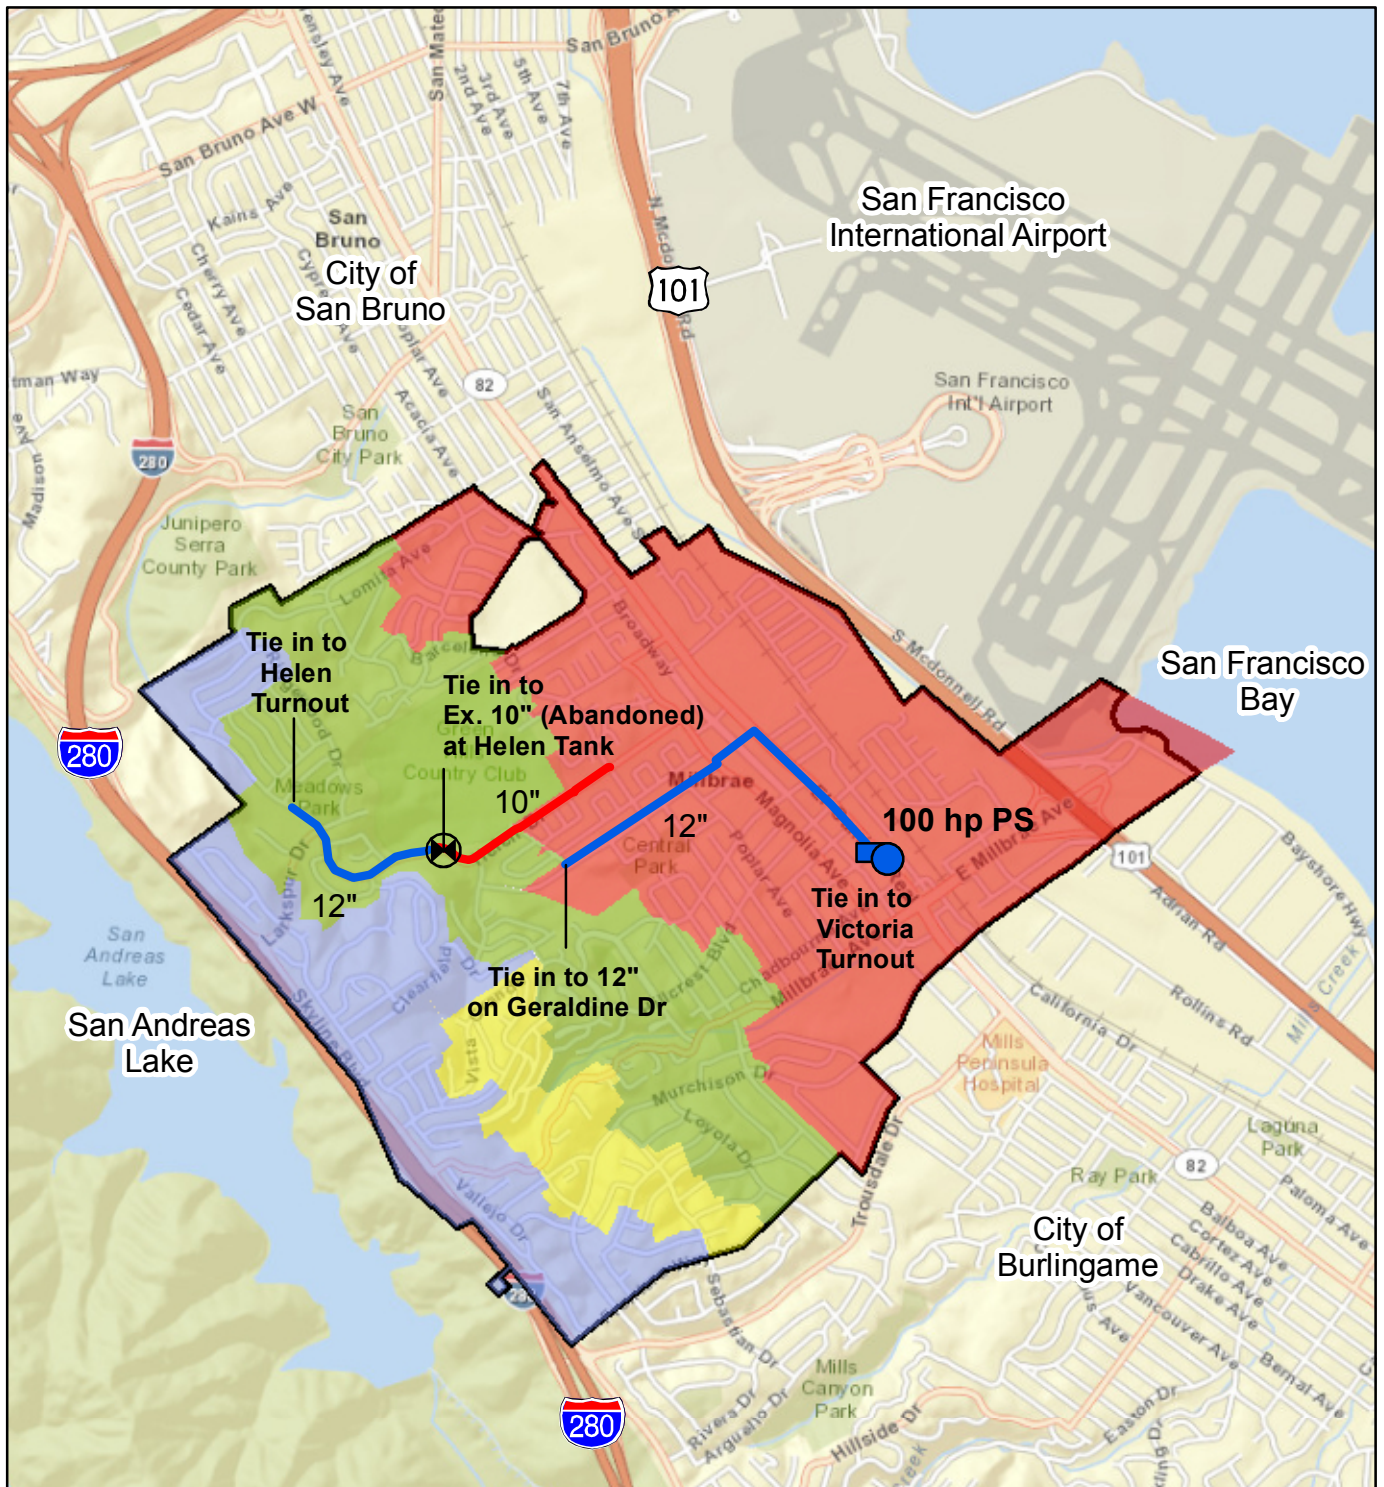 San Bruno Ave W
San Mateo
2nd Ave
3rd Ave
5th Ave
7th Ave
San Francisco
International Airport
Kains Ave
San
Bruno
City of
San Bruno
Cherry Ave
Cedar Ave
101
82
Acacia Ave
San Anselmo Ave S
San Francisco
Int'l Airport
San
Bruno
City Park
280
Madison Ave
Junipero
Serra
County Park
Lomita Ave
Broadway
S Mcdonnell Rd
San Francisco
Bay
Tie in to
Helen
Turnout
Tie in to
Ex. 10" (Abandoned)
at Helen Tank
280
Meadows
Park
Country Club
10"
Millbrae
Magnolia Ave
12"
Central
Park
Poplar Ave
100 hp PS
E Millbrae Ave
101
Bayshore Hwy
Adrian Rd
12"
Larkspur Dr
Tie in to
Victoria
Turnout
San
Andreas
Lake
San Andreas
Lake
Clearfield Dr
Tie in to 12"
on Geraldine Dr
Skyline Blvd
Vista
Millbrae Ave
California Dr
Rollins Rd
Mills
Peninsula
Hospital
Murchison Dr
Loyola Dr
Trousdale Dr
Laguna
Park
Ray Park
82
Paloma Ave
Balboa Ave
Cortez Ave
Cabrillo Ave
Drake Ave
Vancouver Ave
Bernal Ave
City of
Burlingame
Vallejo Dr
Sebastian Dr
Mills
Canyon
Park
Rivera Dr
Arguello Dr
Hillside Dr
Easton Dr
Creek
280